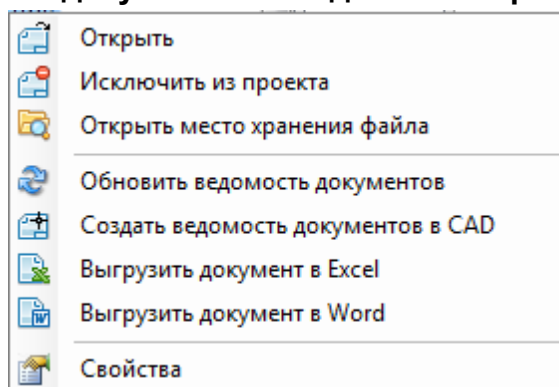 Открыть
Исключить из проекта
Открыть место хранения файла
Обновить ведомость документов
Создать ведомость документов в CAD
Выгрузить документ в Excel
Выгрузить документ в Word
Свойства